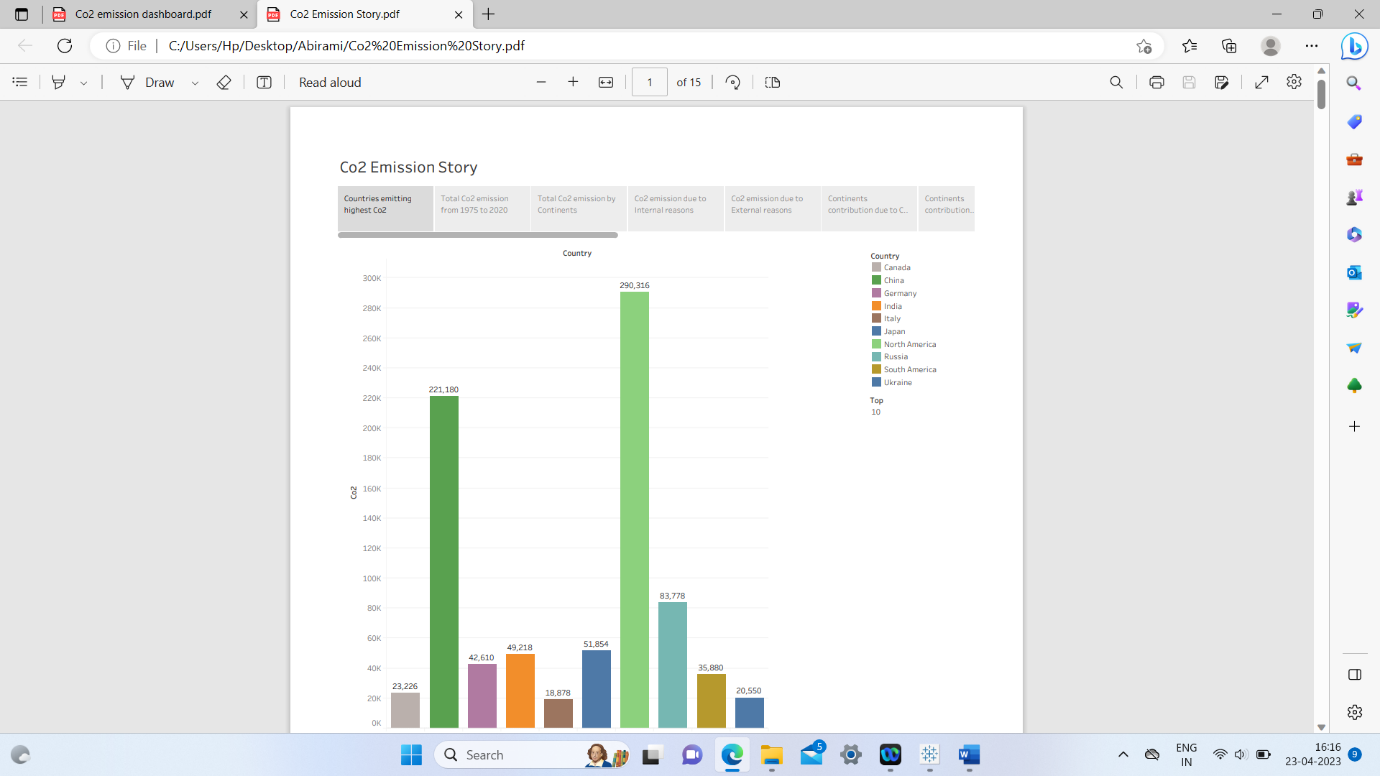 Co2 emission dashboard.pdf
Co2 Emission Story.pdf
File
C:/Users/Hp/Desktop/Abirami/Co2%20Emission%20Story.pdf
Draw
Read aloud
1
of 15
Co2 Emission Story
Countries emitting
highest Co2
Total Co2 emission
from 1975 to 2020
Total Co2 emission by
Continents
Co2 emission due to
Internal reasons
Co2 emission due to
External reasons
Continents
contribution due to C...
Continents
contribution...
Country
300K
280K
260K
240K
220K
200K
180K
160K
140K
120K
100K
80K
60K
40K
20K
0K
Co2
23,226
221,180
42,610
49,218
18,878
51,854
290,316
83,778
35,880
20,550
Country
Canada
China
Germany
India
Italy
Japan
North America
Russia
South America
Ukraine
Top
10
Search
5
ENG
IN
16:16
23-04-2023
9